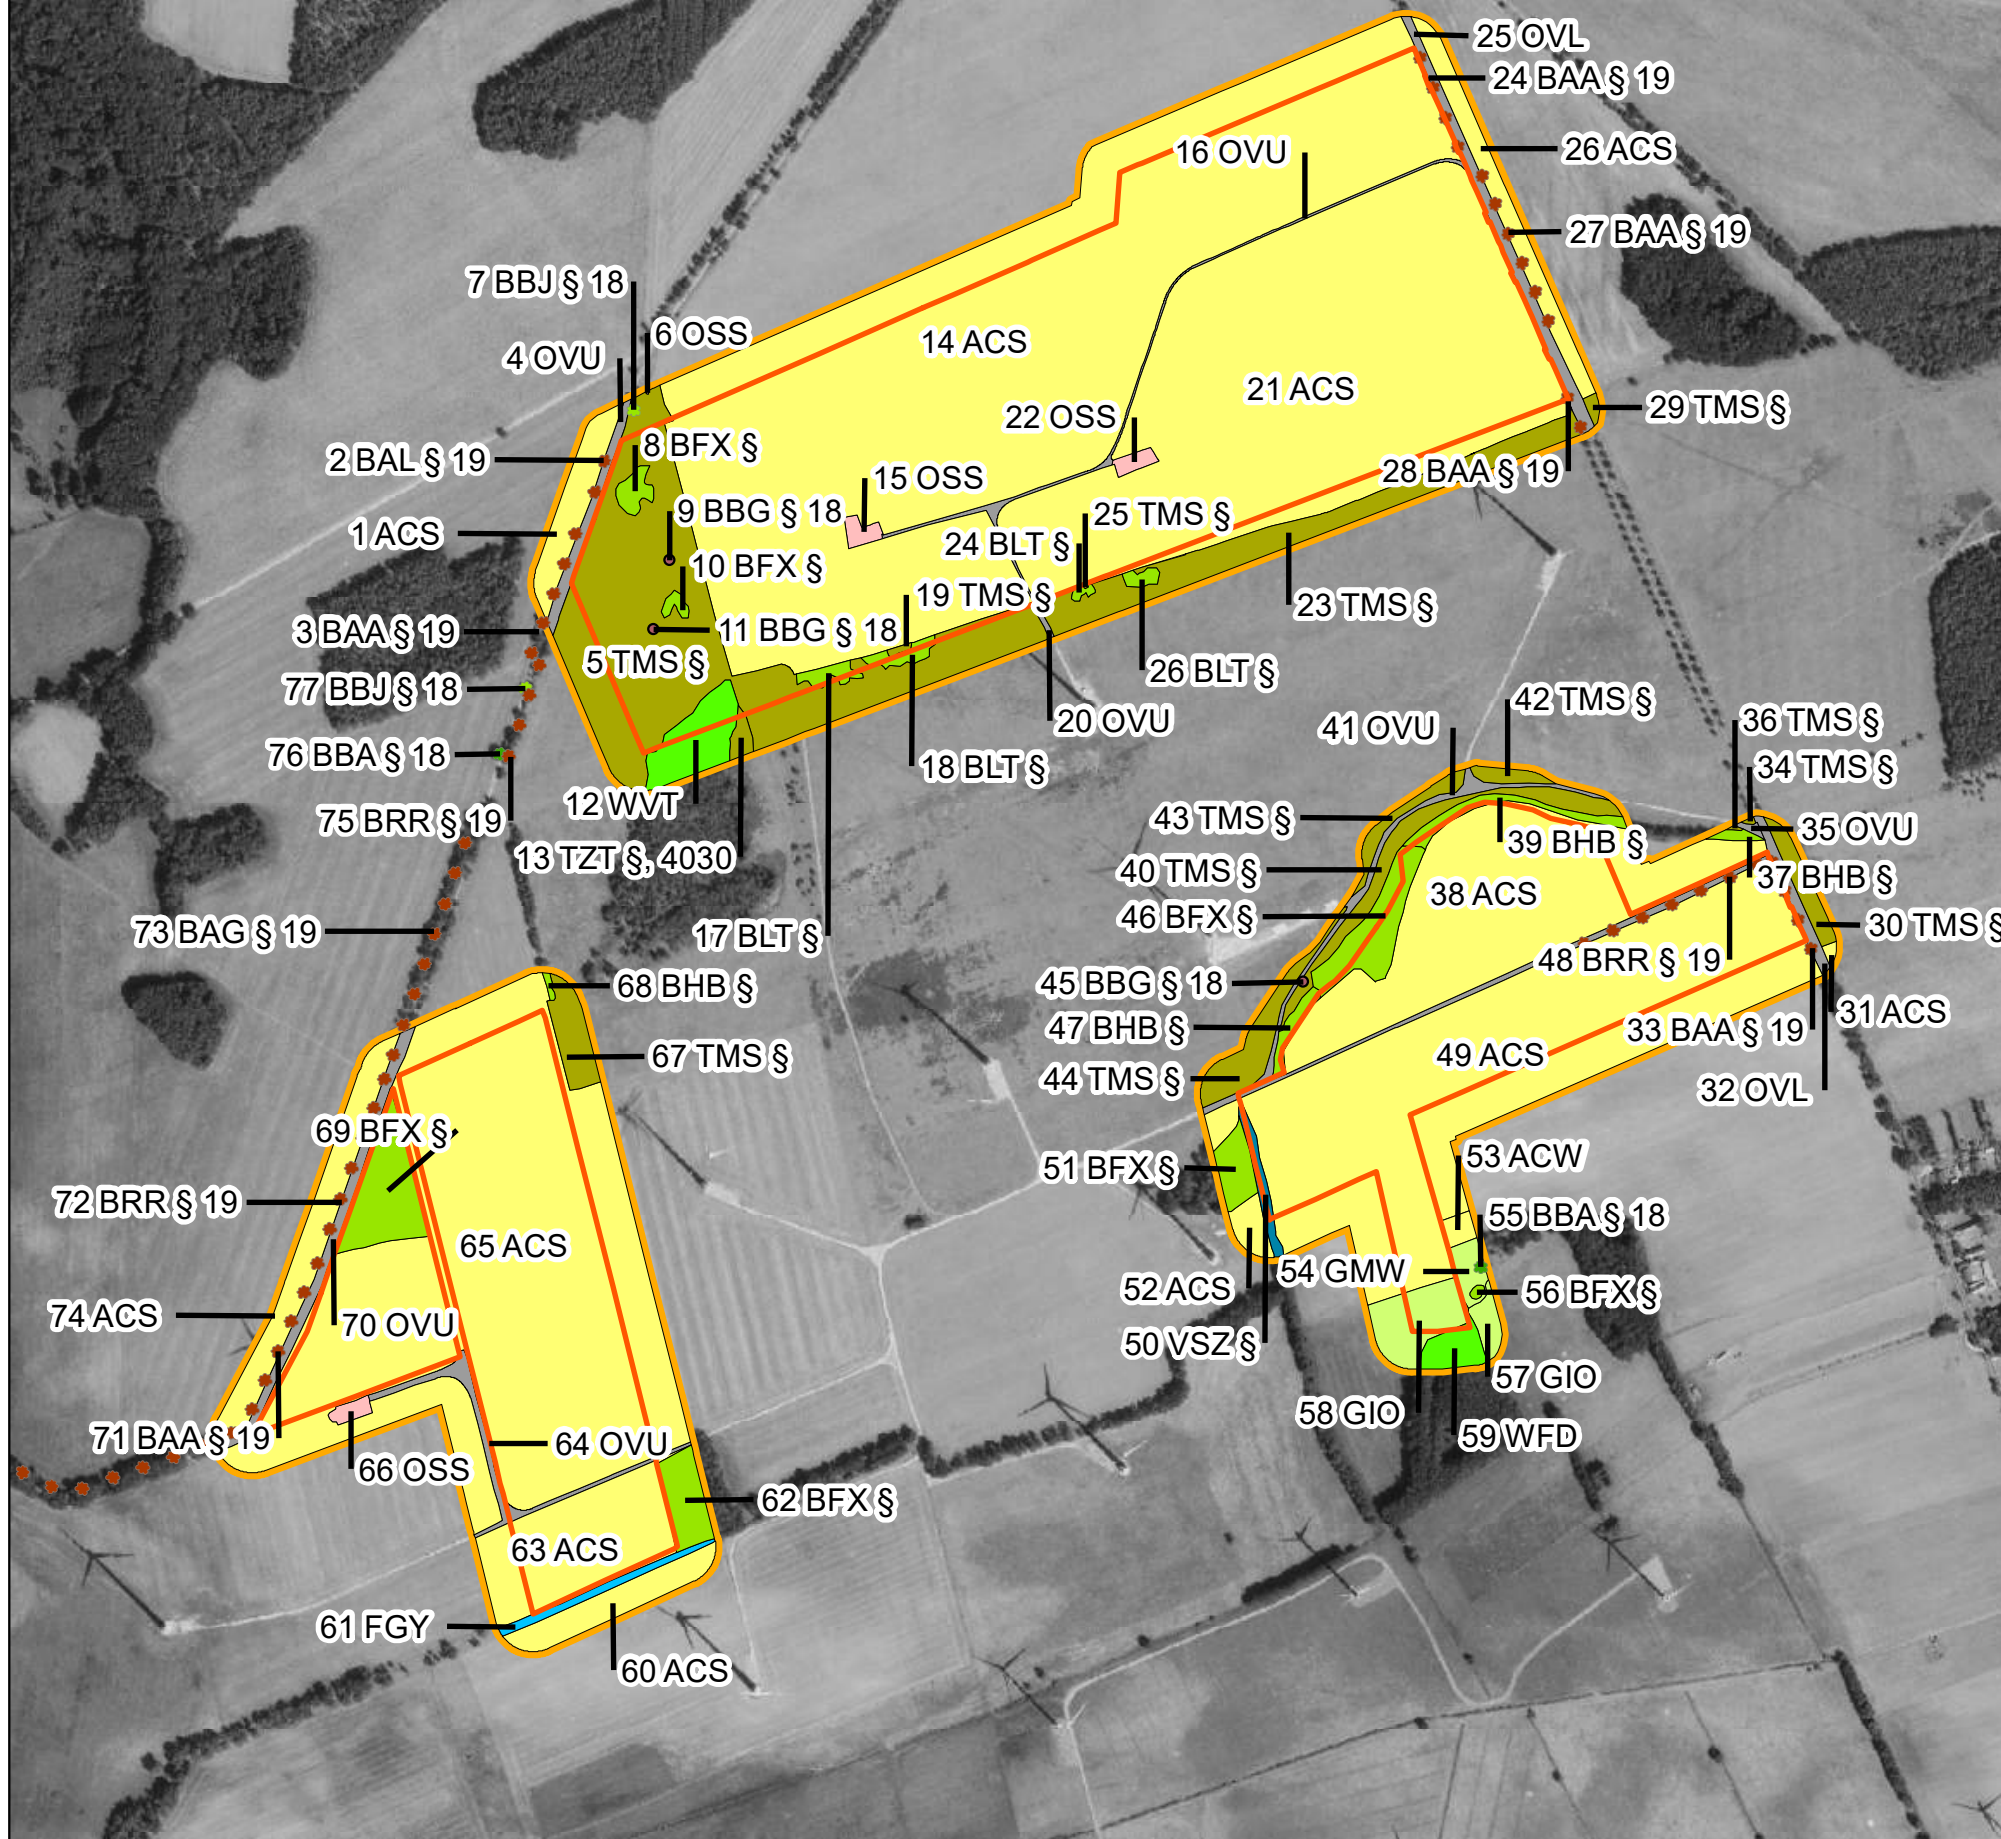 25 OVL
24 BAA § 19
16 OVU
26 ACS
27 BAA § 19
7 BBJ § 18
6 OSS
4 OVU
14 ACS
21 ACS
29 TMS §
22 OSS
8 BFX §
2 BAL § 19
28 BAA § 19
15 OSS
9 BBG § 18
25 TMS §
1 ACS
24 BLT §
10 BFX §
19 TMS §
23 TMS §
3 BAA § 19
11 BBG § 18
5 TMS §
26 BLT §
77 BBJ § 18
20 OVU
42 TMS §
41 OVU
36 TMS §
76 BBA § 18
18 BLT §
34 TMS §
12 WVT
75 BRR § 19
43 TMS §
35 OVU
39 BHB §
13 TZT §, 4030
40 TMS §
37 BHB §
38 ACS
46 BFX §
73 BAG § 19
17 BLT §
30 TMS §
48 BRR § 19
68 BHB §
45 BBG § 18
31 ACS
47 BHB §
33 BAA § 19
67 TMS §
49 ACS
44 TMS §
32 OVL
69 BFX §
53 ACW
51 BFX §
72 BRR § 19
55 BBA § 18
65 ACS
54 GMW
52 ACS
56 BFX §
74 ACS
70 OVU
50 VSZ §
57 GIO
58 GIO
71 BAA § 19
64 OVU
59 WFD
66 OSS
62 BFX §
63 ACS
61 FGY
60 ACS